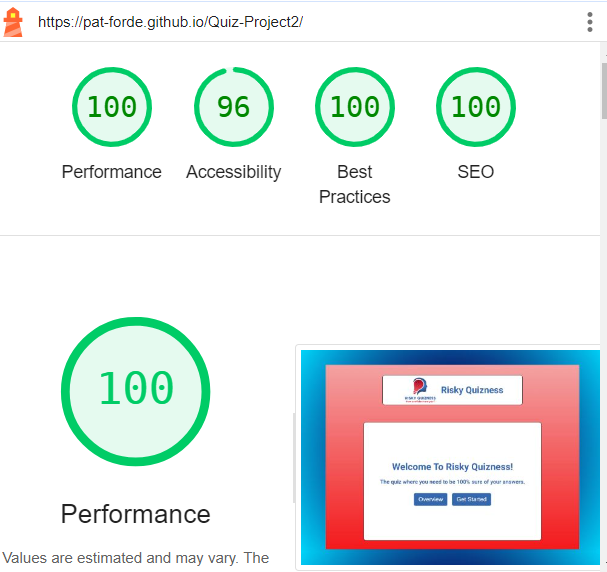 https://pat-forde.github.io/Quiz-Project2/
100 96 100 100
Performance Accessibility Best Practices SEO
100
Performance
Values are estimated and may vary. The
RISKY QUIZNESS
Risky Quizness
Welcome To Risky Quizness!
The quiz where you need to be 100% sure of your answers.
Overview Get Started